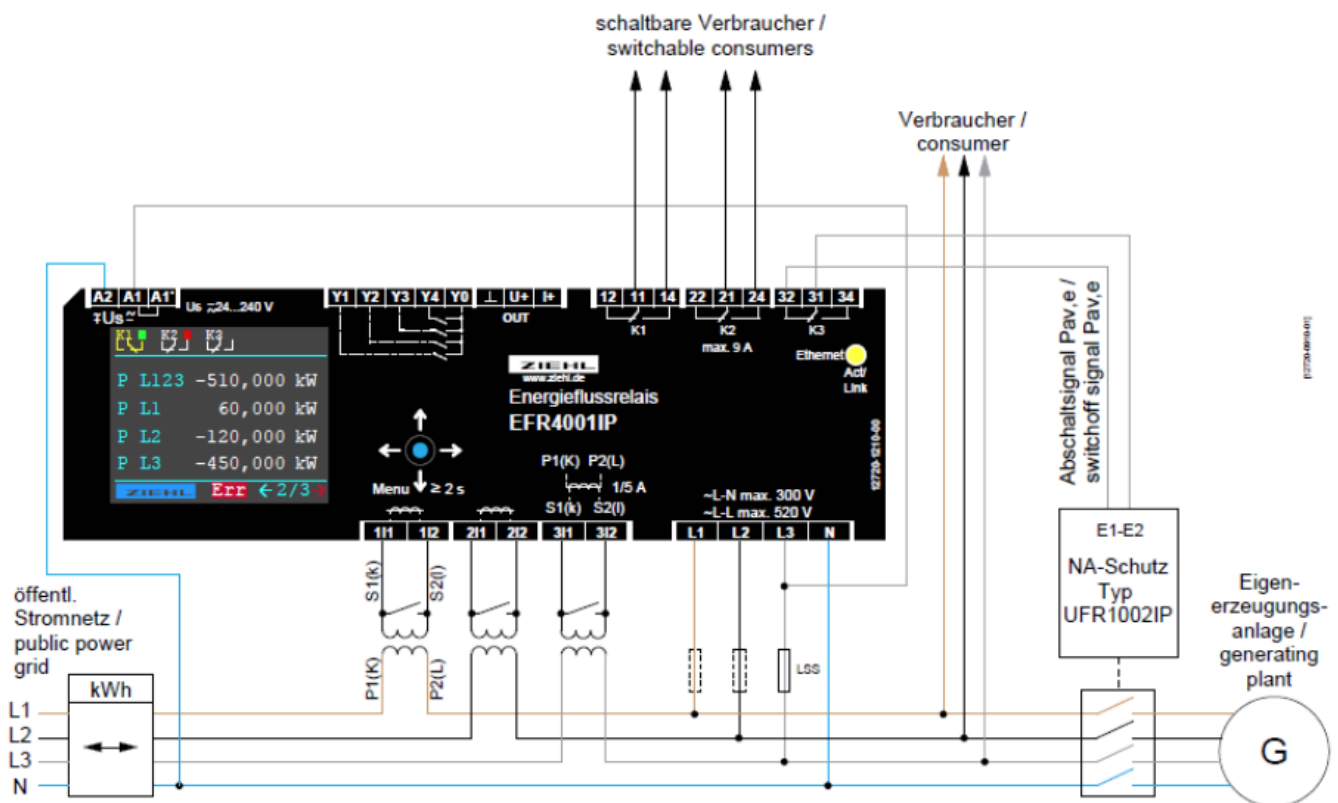 schaltbare Verbraucher /
switchable consumers
Verbraucher /
consumer
A2 A1 A1*
Us ⩬24...240 V
∓Us≂
Y1 Y2 Y3 Y4 Y0
⊥ U+ I+
OUT
12 11 14
K1
22 21 24
K2
max. 9 A
32 31 34
K3
Ethernet
Act/
Link
K1 K2 K3
P L123 -510,000 kW
P L1 60,000 kW
P L2 -120,000 kW
P L3 -450,000 kW
ZIEHL Err ←2/3→
ZIEHL
www.ziehl.de
Energieflussrelais
EFR4001IP
Menu ≥ 2 s
P1(K) P2(L)
1/5 A
S1(k) S2(l)
~L-N max. 300 V
~L-L max. 520 V
12720-1210-00
1I1 1I2 2I1 2I2 3I1 3I2
L1 L2 L3 N
S1(k)
S2(l)
P1(K)
P2(L)
LSS
Abschaltsignal Pav,e /
switchoff signal Pav,e
E1-E2
NA-Schutz
Typ
UFR1002IP
Eigen-
erzeugungs-
anlage /
generating
plant
G
öffentl.
Stromnetz /
public power
grid
kWh
L1
L2
L3
N